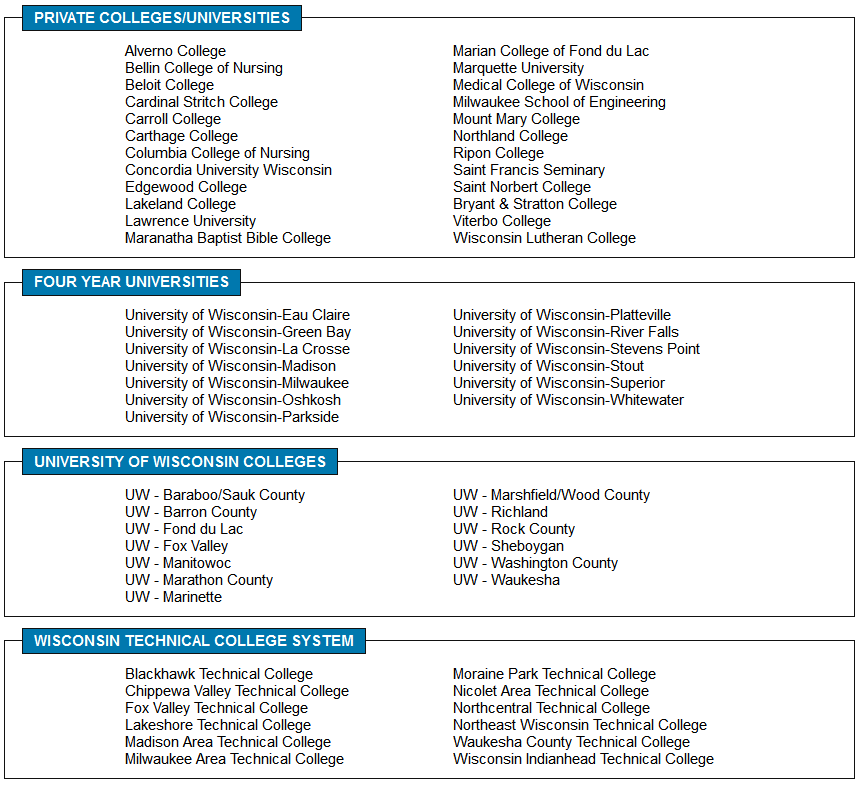 PRIVATE COLLEGES/UNIVERSITIES
Alverno College
Bellin College of Nursing
Beloit College
Cardinal Stritch College
Carroll College
Carthage College
Columbia College of Nursing
Concordia University Wisconsin
Edgewood College
Lakeland College
Lawrence University
Maranatha Baptist Bible College
Marian College of Fond du Lac
Marquette University
Medical College of Wisconsin
Milwaukee School of Engineering
Mount Mary College
Northland College
Ripon College
Saint Francis Seminary
Saint Norbert College
Bryant & Stratton College
Viterbo College
Wisconsin Lutheran College
FOUR YEAR UNIVERSITIES
University of Wisconsin-Eau Claire
University of Wisconsin-Green Bay
University of Wisconsin-La Crosse
University of Wisconsin-Madison
University of Wisconsin-Milwaukee
University of Wisconsin-Oshkosh
University of Wisconsin-Parkside
University of Wisconsin-Platteville
University of Wisconsin-River Falls
University of Wisconsin-Stevens Point
University of Wisconsin-Stout
University of Wisconsin-Superior
University of Wisconsin-Whitewater
UNIVERSITY OF WISCONSIN COLLEGES
UW - Baraboo/Sauk County
UW - Barron County
UW - Fond du Lac
UW - Fox Valley
UW - Manitowoc
UW - Marathon County
UW - Marinette
UW - Marshfield/Wood County
UW - Richland
UW - Rock County
UW - Sheboygan
UW - Washington County
UW - Waukesha
WISCONSIN TECHNICAL COLLEGE SYSTEM
Blackhawk Technical College
Chippewa Valley Technical College
Fox Valley Technical College
Lakeshore Technical College
Madison Area Technical College
Milwaukee Area Technical College
Moraine Park Technical College
Nicolet Area Technical College
Northcentral Technical College
Northeast Wisconsin Technical College
Waukesha County Technical College
Wisconsin Indianhead Technical College